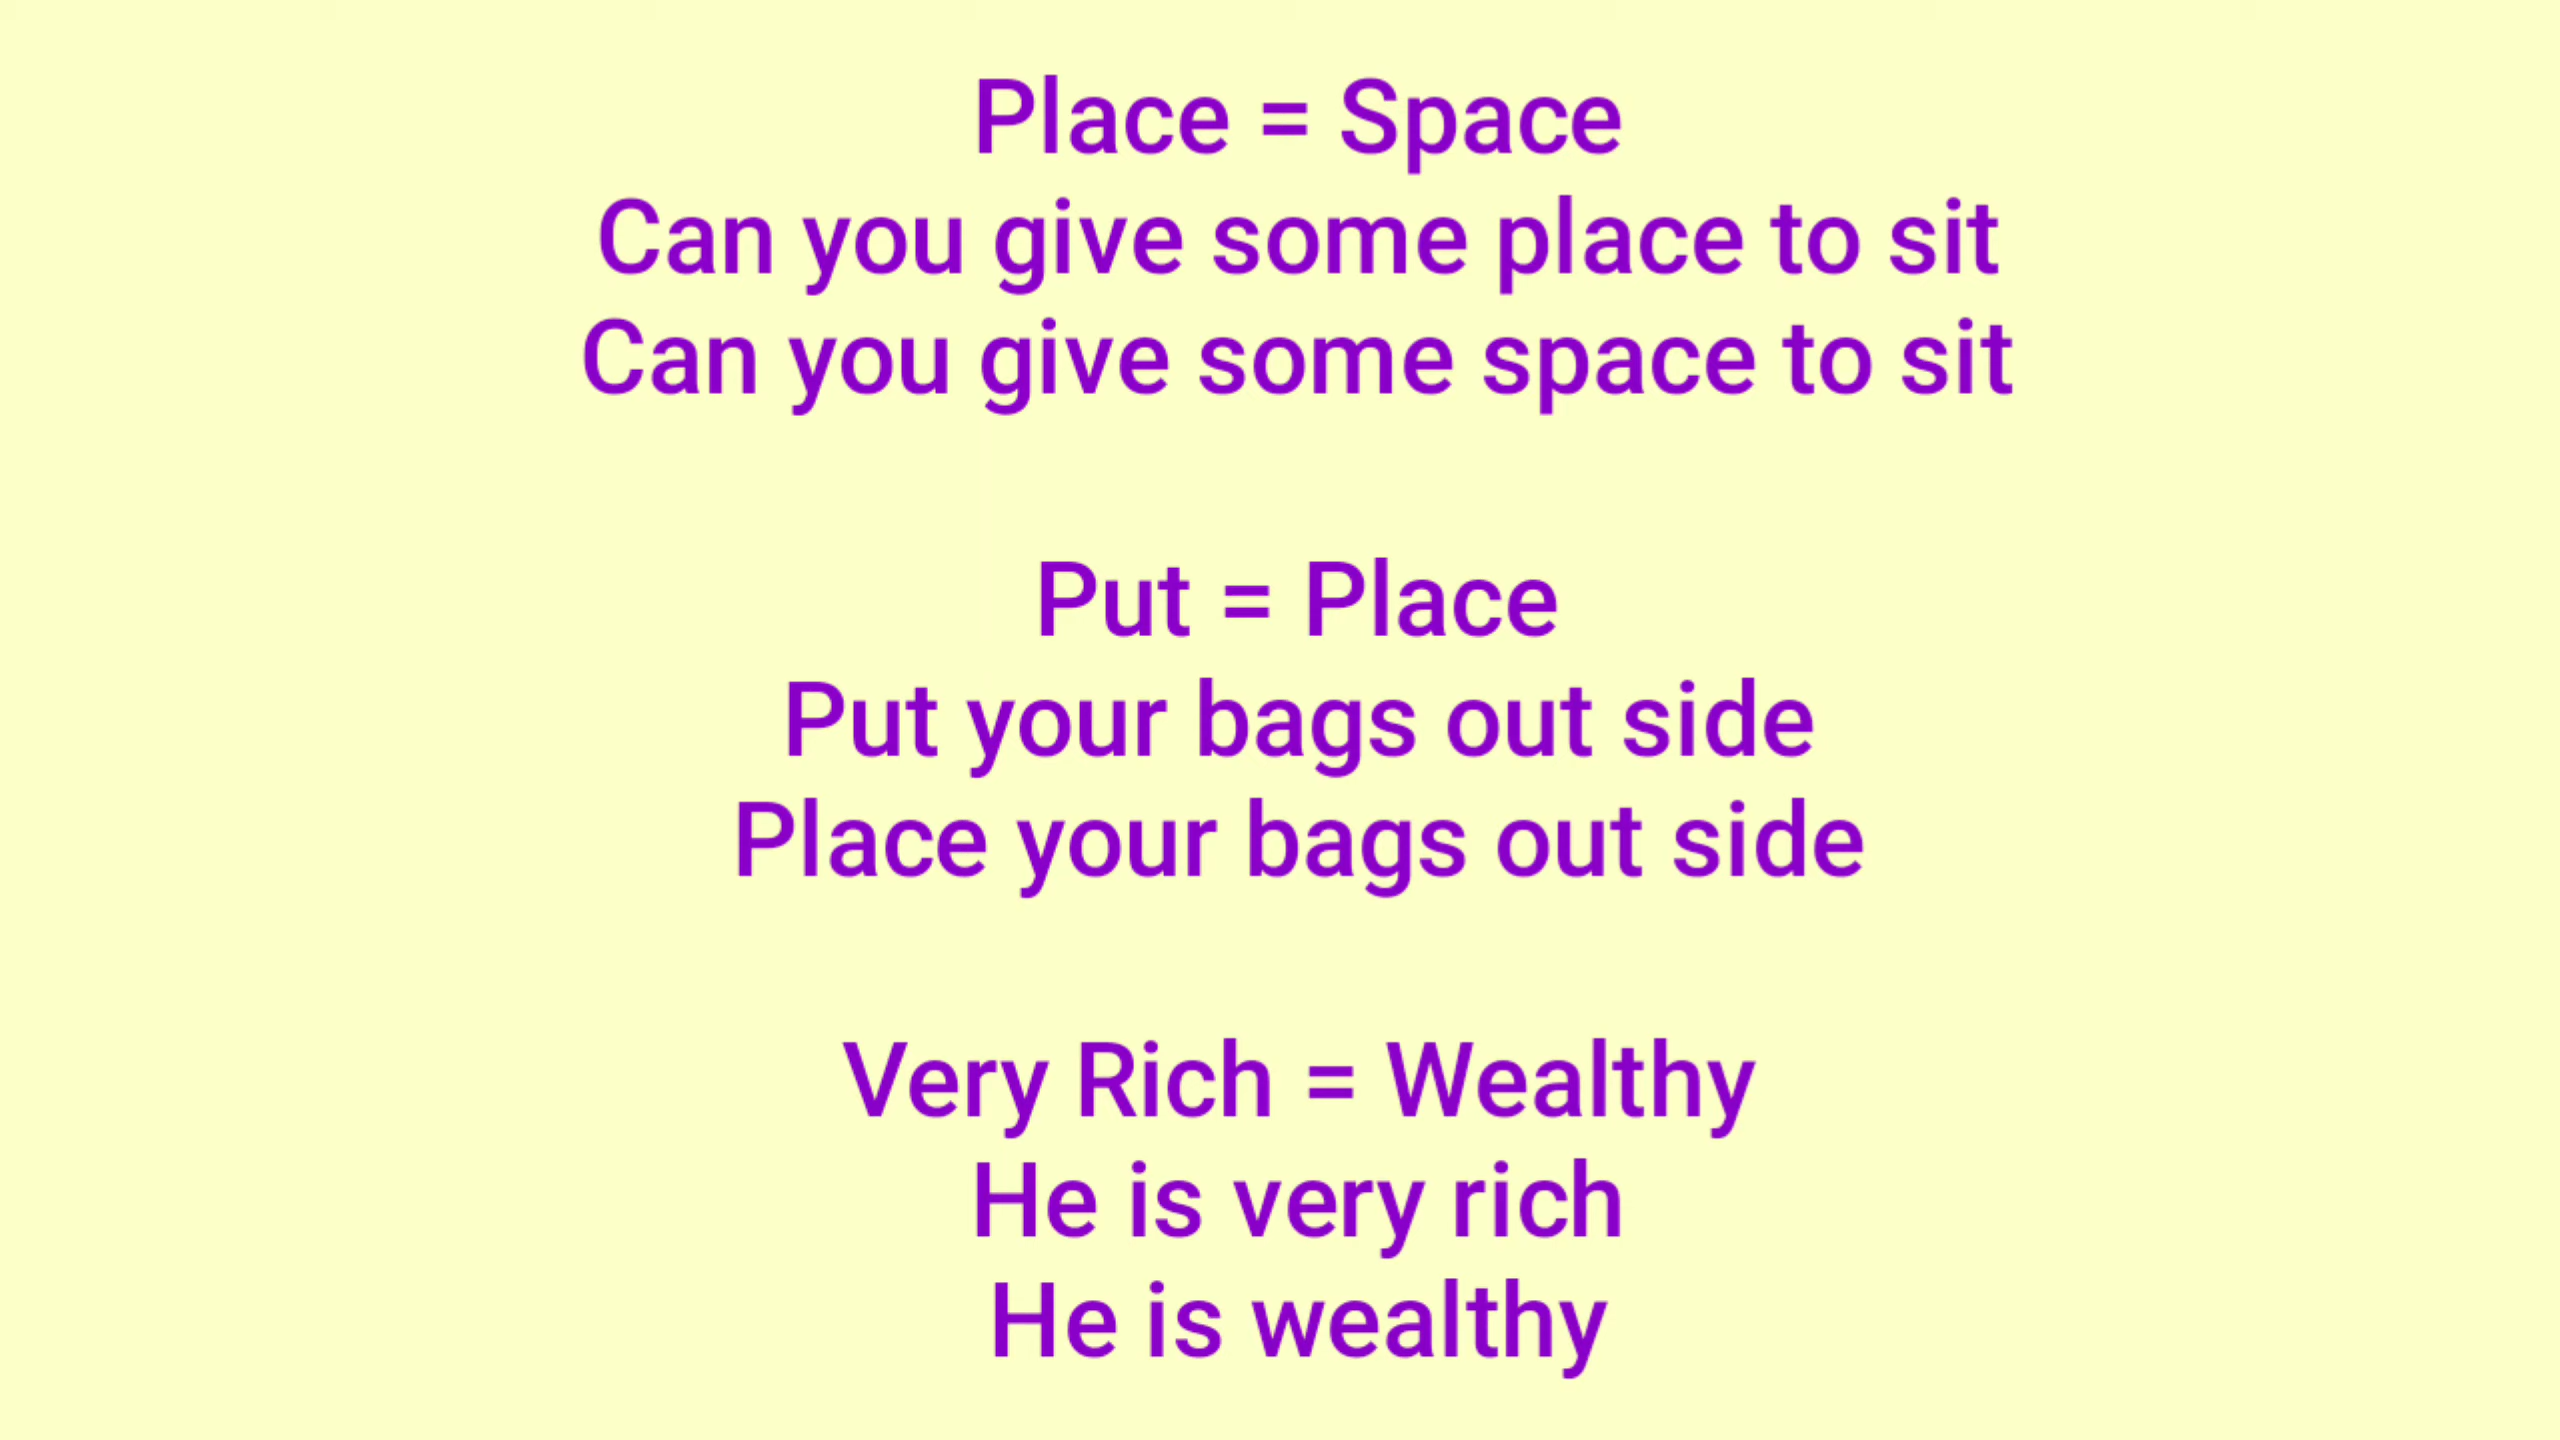 Place = Space
Can you give some place to sit
Can you give some space to sit
Put = Place
Put your bags out side
Place your bags out side
Very Rich = Wealthy
He is very rich
He is wealthy